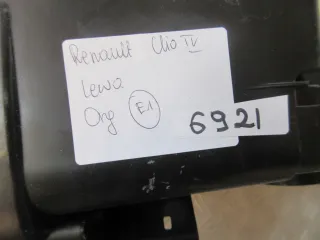 Renault Clio IV
Lewa
Org E1
6921